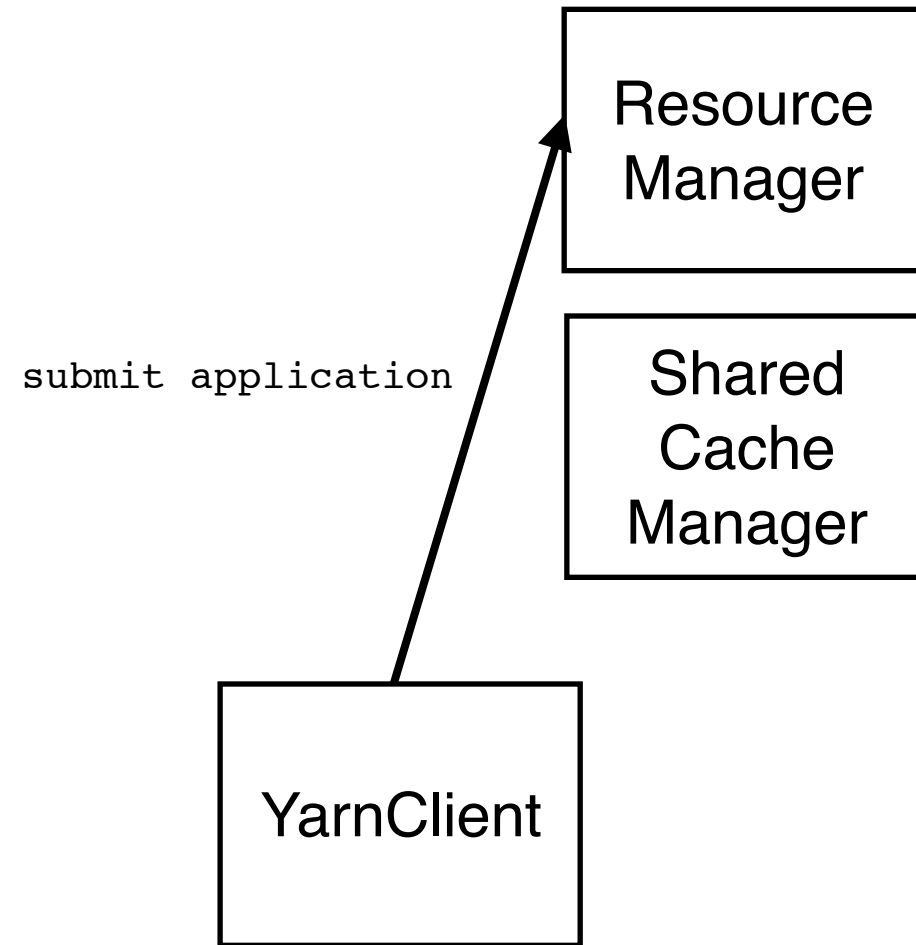 Resource
Manager
submit application
Shared
Cache
Manager
YarnClient